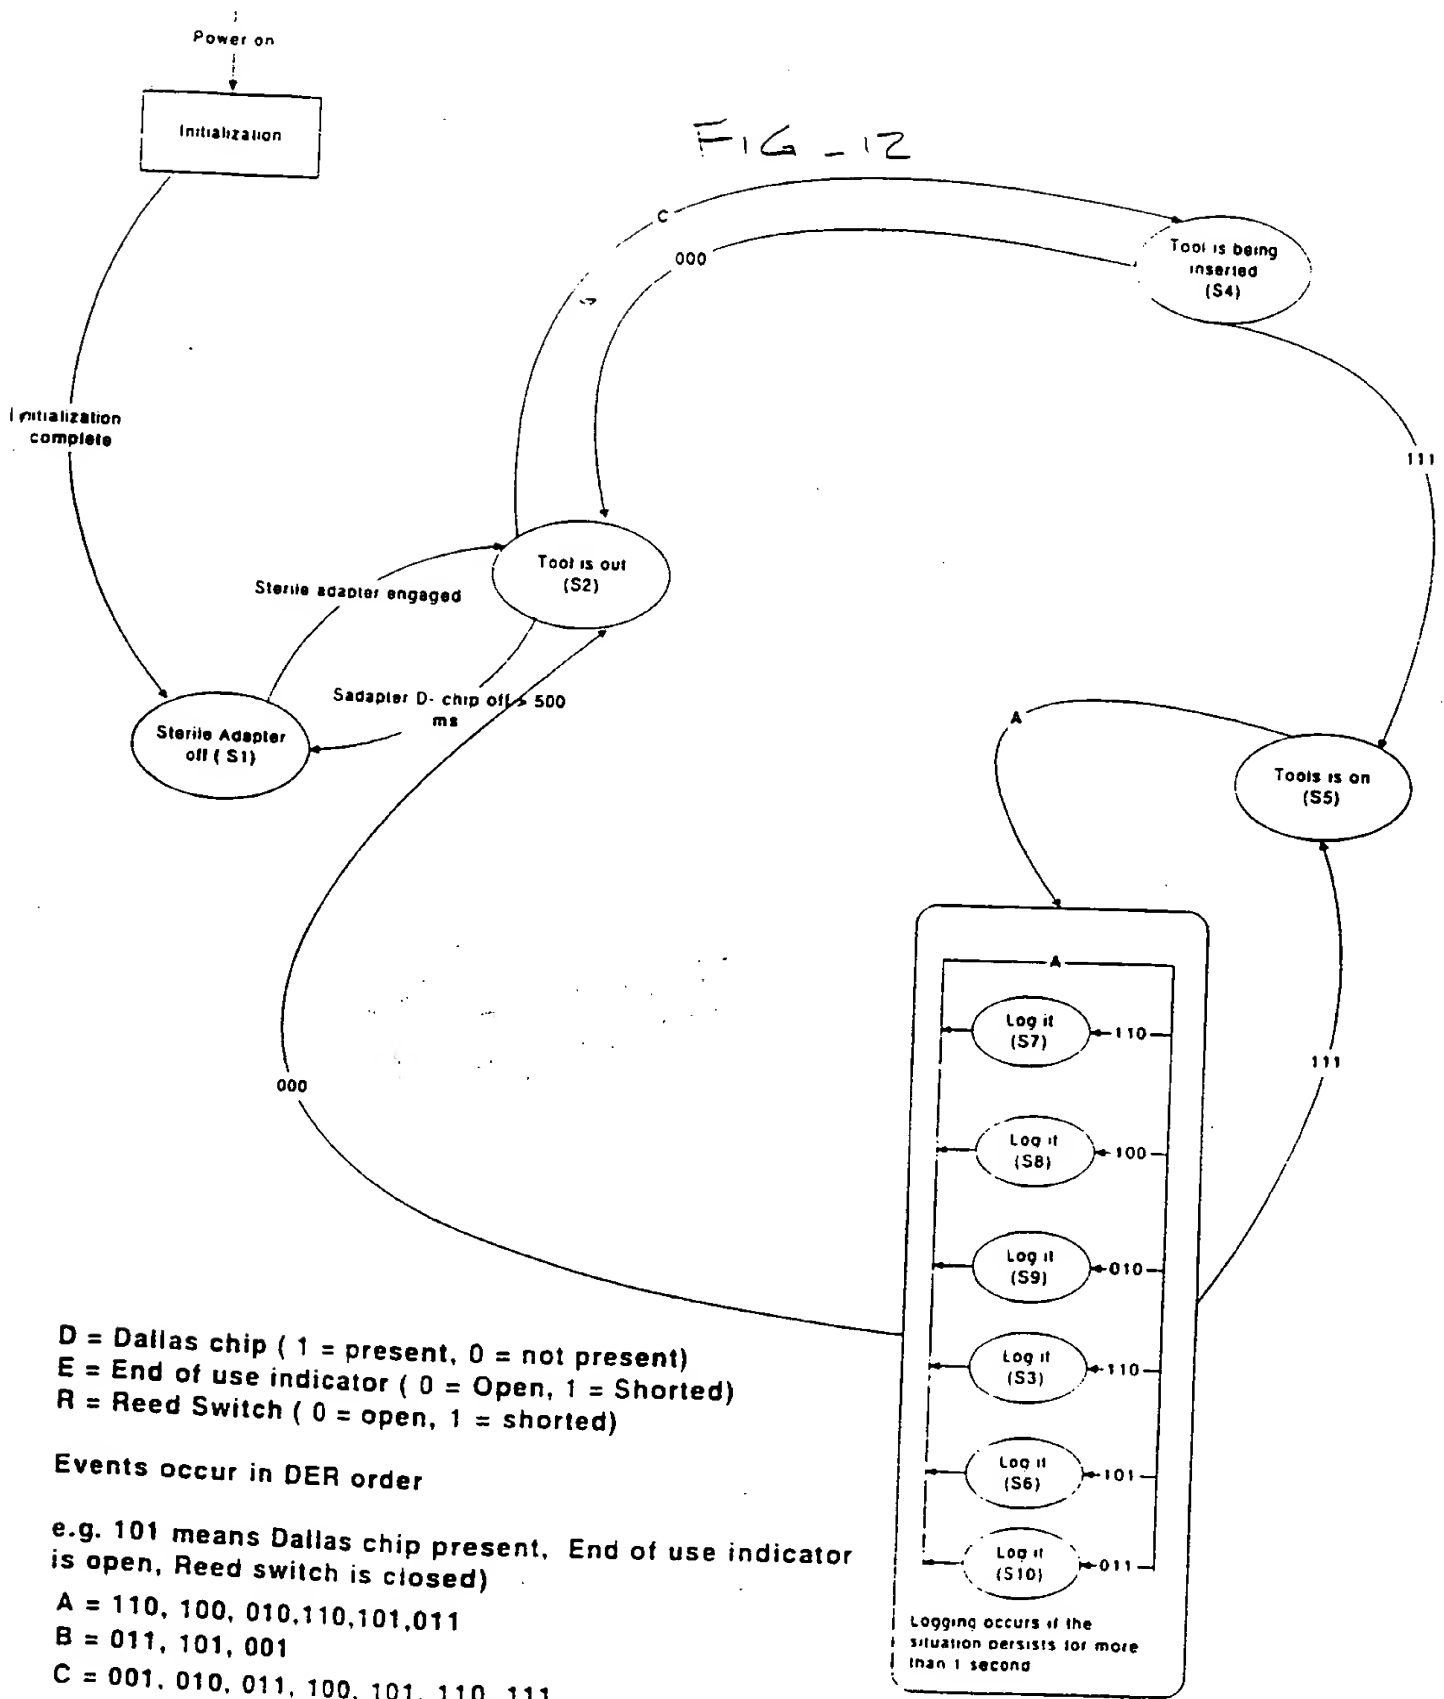 Power on
Initialization
FIG - 12
C
000
Tool is being
inserted
(S4)
Initialization
complete
111
Tool is out
(S2)
Sterile adapter engaged
Sadapter D- chip off > 500
ms
Sterile Adapter
off ( S1)
A
Tools is on
(S5)
A
Log it
(S7)
110
Log it
(S8)
100
Log it
(S9)
010
Log it
(S3)
110
Log it
(S6)
101
Log it
(S10)
011
Logging occurs if the
situation persists for more
than 1 second
111
000
D = Dallas chip ( 1 = present, 0 = not present)
E = End of use indicator ( 0 = Open, 1 = Shorted)
R = Reed Switch ( 0 = open, 1 = shorted)
Events occur in DER order
e.g. 101 means Dallas chip present, End of use indicator
is open, Reed switch is closed)
A = 110, 100, 010,110,101,011
B = 011, 101, 001
C = 001, 010, 011, 100, 101, 110, 111